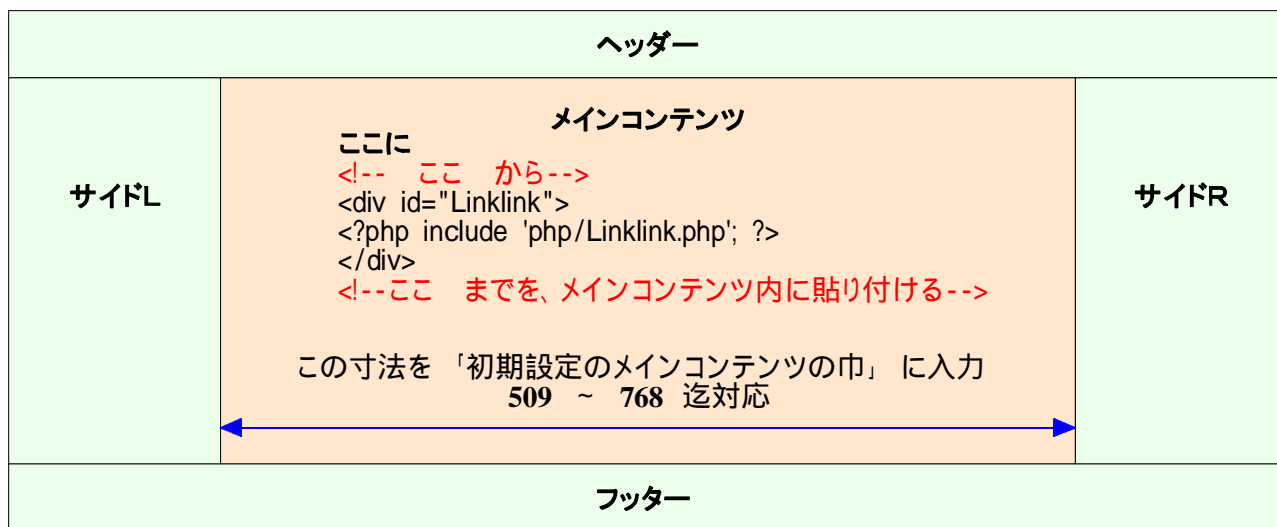 ヘッダー
メインコンテンツ
ここに
<!-- ここ から-->
サイドL
サイドR
<div id="Linklink">
<?php include 'php/Linklink.php'; ?>
</div>
<!--ここ までを、メインコンテンツ内に貼り付ける-->
この寸法を 「初期設定のメインコンテンツの巾」 に入力
509 ~ 768 迄対応
フッター